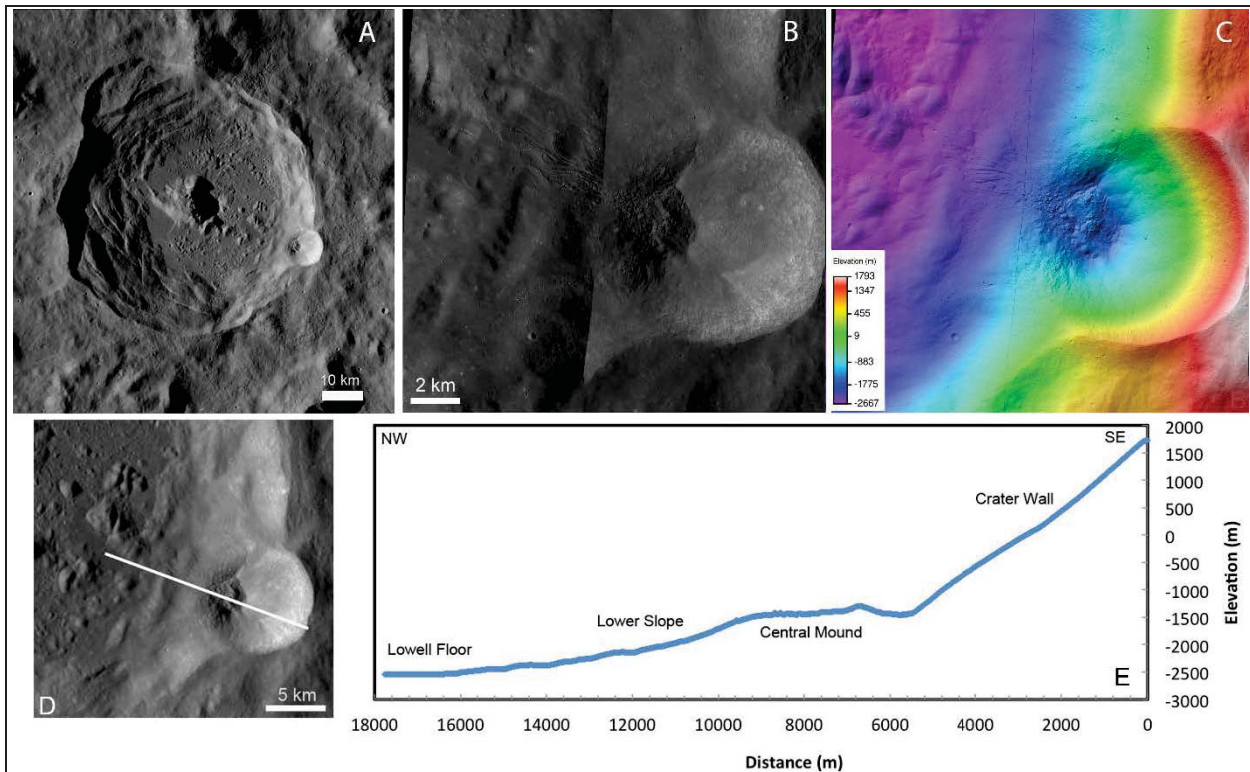 A
10 km
B
2 km
C
Elevation (m)
1793
1347
455
9
-883
-1775
-2667
D
5 km
NW
SE
Crater Wall
Lower Slope
Central Mound
Lowell Floor
E
2000
1500
1000
500
0
-500
-1000
-1500
-2000
-2500
-3000
Elevation (m)
18000 16000 14000 12000 10000 8000 6000 4000 2000 0
Distance (m)